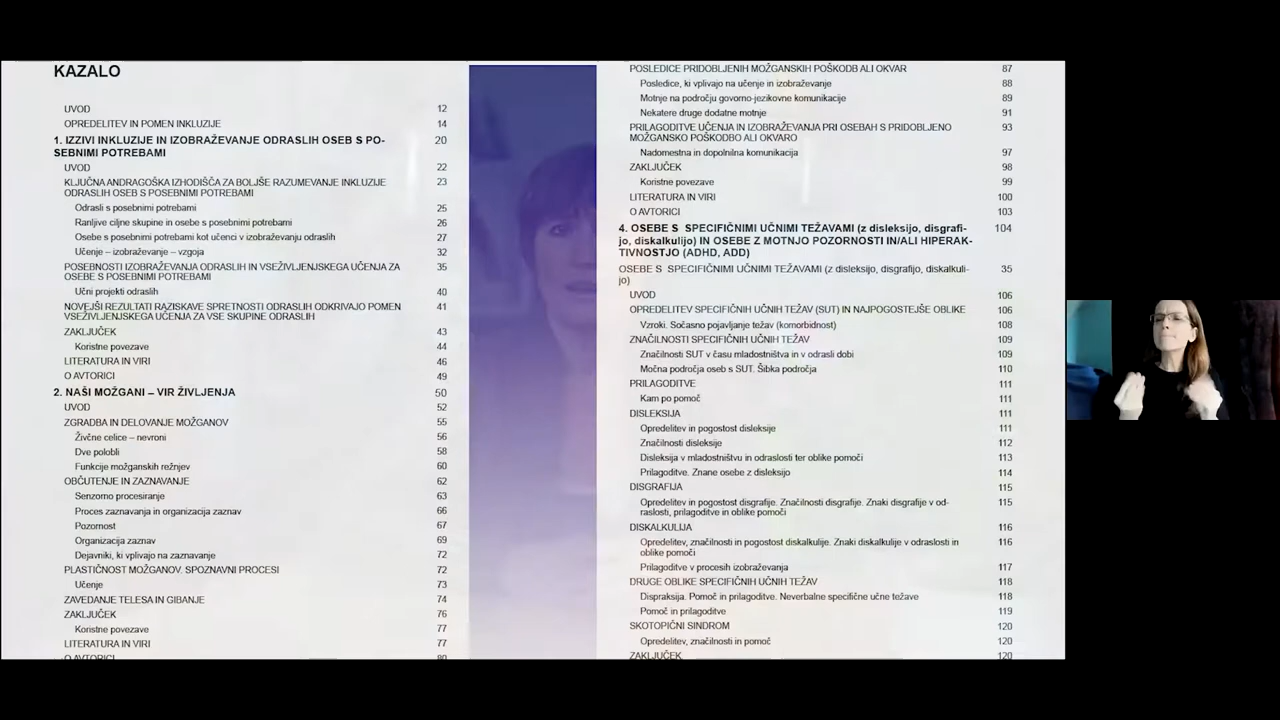 KAZALO
UVOD 12
OPREDELITEV IN POMEN INKLUZIJE 14
1. IZZIVI INKLUZIJE IN IZOBRAŽEVANJE ODRASLIH OSEB S PO- 20
SEBNIMI POTREBAMI
UVOD 22
KLJUČNA ANDRAGOŠKA IZHODIŠČA ZA BOLJŠE RAZUMEVANJE INKLUZIJE 23
ODRASLIH OSEB S POSEBNIMI POTREBAMI
Odrasli s posebnimi potrebami 25
Ranljive ciljne skupine in osebe s posebnimi potrebami 26
Osebe s posebnimi potrebami kot učenci v izobraževanju odraslih 27
Učenje – izobraževanje – vzgoja 32
POSEBNOSTI IZOBRAŽEVANJA ODRASLIH IN VSEŽIVLJENJSKEGA UČENJA ZA 35
OSEBE S POSEBNIMI POTREBAMI
Učni projekti odraslih 40
NOVEJŠI REZULTATI RAZISKAVE SPRETNOSTI ODRASLIH ODKRIVAJO POMEN 41
VSEŽIVLJENJSKEGA UČENJA ZA VSE SKUPINE ODRASLIH
ZAKLJUČEK 43
Koristne povezave 44
LITERATURA IN VIRI 46
O AVTORICI 49
2. NAŠI MOŽGANI – VIR ŽIVLJENJA 50
UVOD 52
ZGRADBA IN DELOVANJE MOŽGANOV 55
Živčne celice – nevroni 56
Dve polobli 58
Funkcije možganskih režnjev 60
OBČUTENJE IN ZAZNAVANJE 62
Senzorno procesiranje 63
Proces zaznavanja in organizacija zaznav 66
Pozornost 67
Organizacija zaznav 69
Dejavniki, ki vplivajo na zaznavanje 72
PLASTIČNOST MOŽGANOV. SPOZNAVNI PROCESI 72
Učenje 73
ZAVEDANJE TELESA IN GIBANJE 74
ZAKLJUČEK 76
Koristne povezave 77
LITERATURA IN VIRI 77
O AVTORICI 80
POSLEDICE PRIDOBLJENIH MOŽGANSKIH POŠKODB ALI OKVAR 87
Posledice, ki vplivajo na učenje in izobraževanje 88
Motnje na področju govorno-jezikovne komunikacije 89
Nekatere druge dodatne motnje 91
PRILAGODITVE UČENJA IN IZOBRAŽEVANJA PRI OSEBAH S PRIDOBLJENO 93
MOŽGANSKO POŠKODBO ALI OKVARO
Nadomestna in dopolnilna komunikacija 97
ZAKLJUČEK 98
Koristne povezave 99
LITERATURA IN VIRI 100
O AVTORICI 103
4. OSEBE S SPECIFIČNIMI UČNIMI TEŽAVAMI (z disleksijo, disgrafi- 104
jo, diskalkulijo) IN OSEBE Z MOTNJO POZORNOSTI IN/ALI HIPERAK-
TIVNOSTJO (ADHD, ADD)
OSEBE S SPECIFIČNIMI UČNIMI TEŽAVAMI (z disleksijo, disgrafijo, diskalkuli- 35
jo)
UVOD 106
OPREDELITEV SPECIFIČNIH UČNIH TEŽAV (SUT) IN NAJPOGOSTEJŠE OBLIKE 106
Vzroki. Sočasno pojavljanje težav (komorbidnost) 108
ZNAČILNOSTI SPECIFIČNIH UČNIH TEŽAV 109
Značilnosti SUT v času mladostništva in v odrasli dobi 109
Močna področja oseb s SUT. Šibka področja 110
PRILAGODITVE 111
Kam po pomoč 111
DISLEKSIJA 111
Opredelitev in pogostost disleksije 111
Značilnosti disleksije 112
Disleksija v mladostništvu in odraslosti ter oblike pomoči 113
Prilagoditve. Znane osebe z disleksijo 114
DISGRAFIJA 115
Opredelitev in pogostost disgrafije. Značilnosti disgrafije. Znaki disgrafije v od- 115
raslosti, prilagoditve in oblike pomoči
DISKALKULIJA 116
Opredelitev, značilnosti in pogostost diskalkulije. Znaki diskalkulije v odraslosti in 116
oblike pomoči
Prilagoditve v procesih izobraževanja 117
DRUGE OBLIKE SPECIFIČNIH UČNIH TEŽAV 118
Dispraksija. Pomoč in prilagoditve. Neverbalne specifične učne težave 118
Pomoč in prilagoditve 119
SKOTOPIČNI SINDROM 120
Opredelitev, značilnosti in pomoč 120
ZAKLJUČEK 120